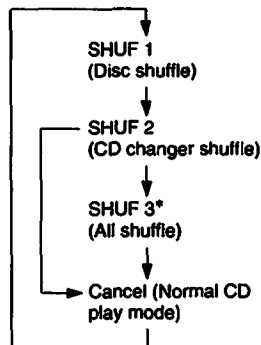 SHUF 1
(Disc shuffle)
SHUF 2
(CD changer shuffle)
SHUF 3*
(All shuffle)
Cancel (Normal CD
play mode)